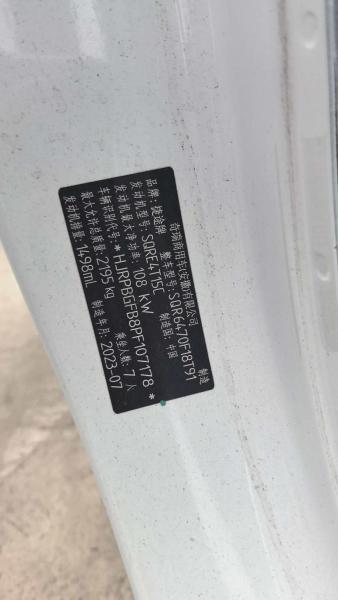 奇瑞商用车(安徽)有限公司 制造
品牌:捷途牌 整车型号:SQR6470F18T91
发动机型号:SQRE4T15C 制造国:中国
发动机最大净功率:108 kW
车辆识别代号:*HJRPBGFB8PF107178*
最大允许总质量:2195 kg 乘坐人数:7人
发动机排量:1498mL 制造年月:2023-07